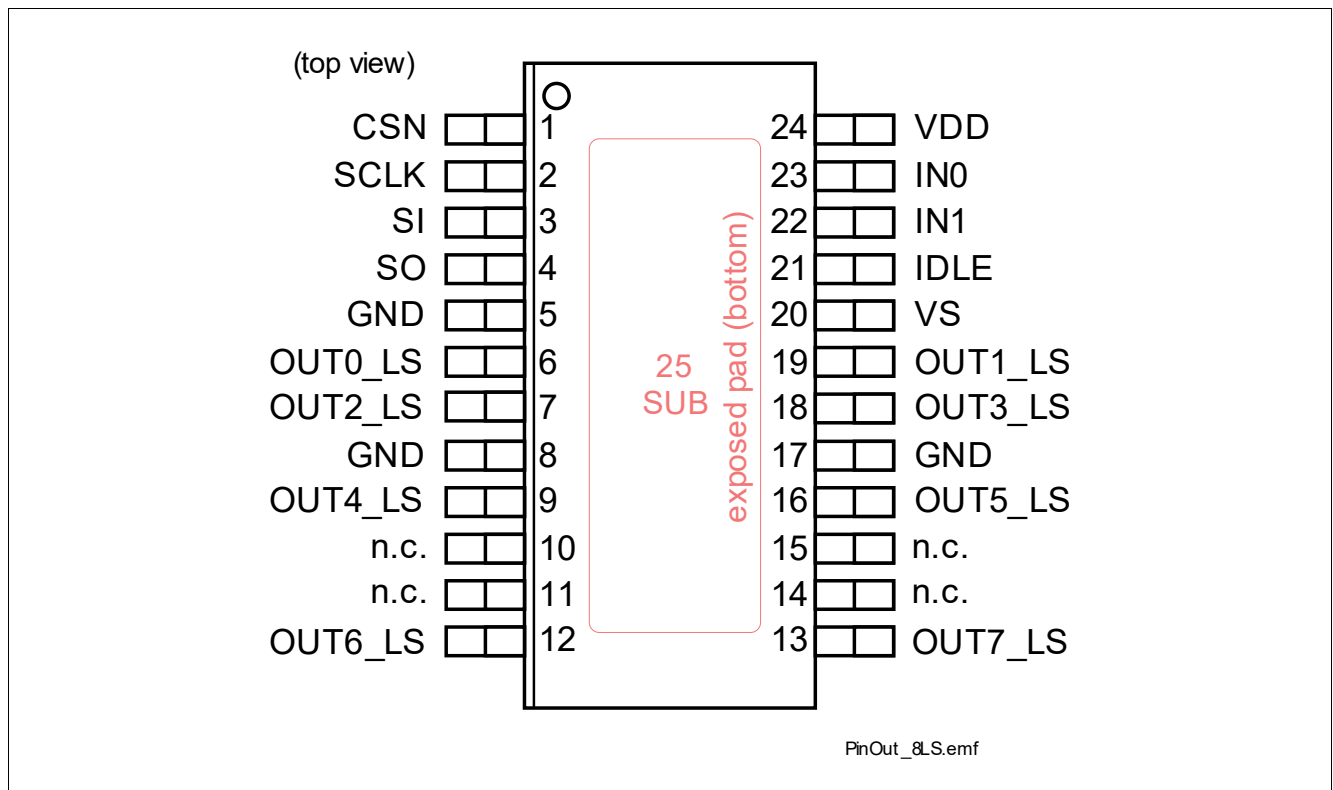 (top view)
CSN 1 24 VDD
SCLK 2 23 IN0
SI 3 22 IN1
SO 4 21 IDLE
GND 5 20 VS
OUT0_LS 6 19 OUT1_LS
OUT2_LS 7 18 OUT3_LS
GND 8 17 GND
OUT4_LS 9 16 OUT5_LS
n.c. 10 15 n.c.
n.c. 11 14 n.c.
OUT6_LS 12 13 OUT7_LS
25
SUB
exposed pad (bottom)
PinOut_8LS.emf